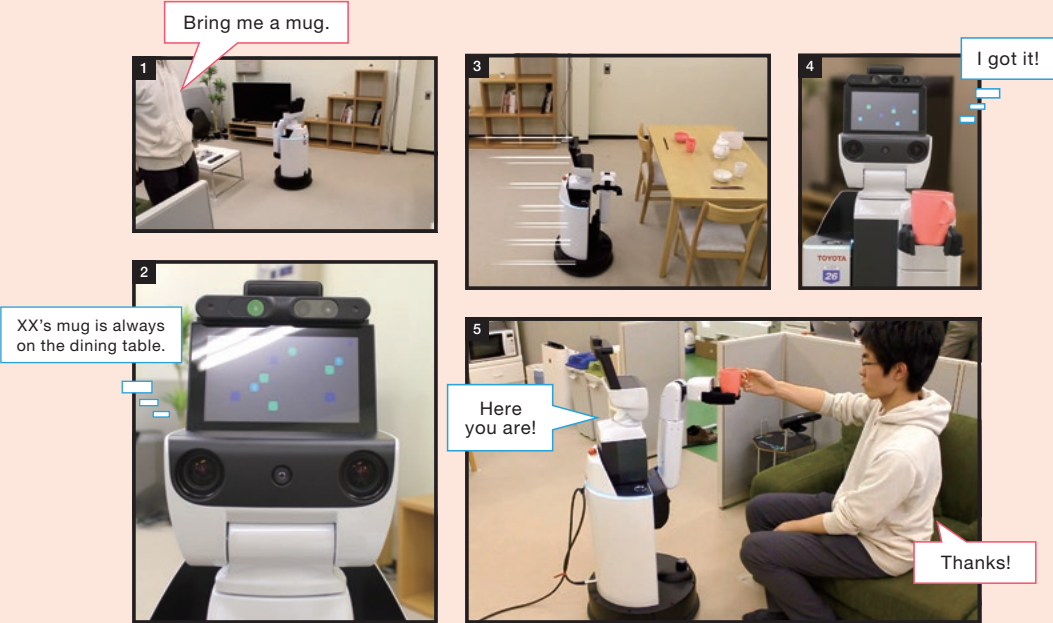 Bring me a mug.
1
2
XX's mug is always
on the dining table.
3
4
I got it!
TOYOTA
26
5
Here
you are!
Thanks!